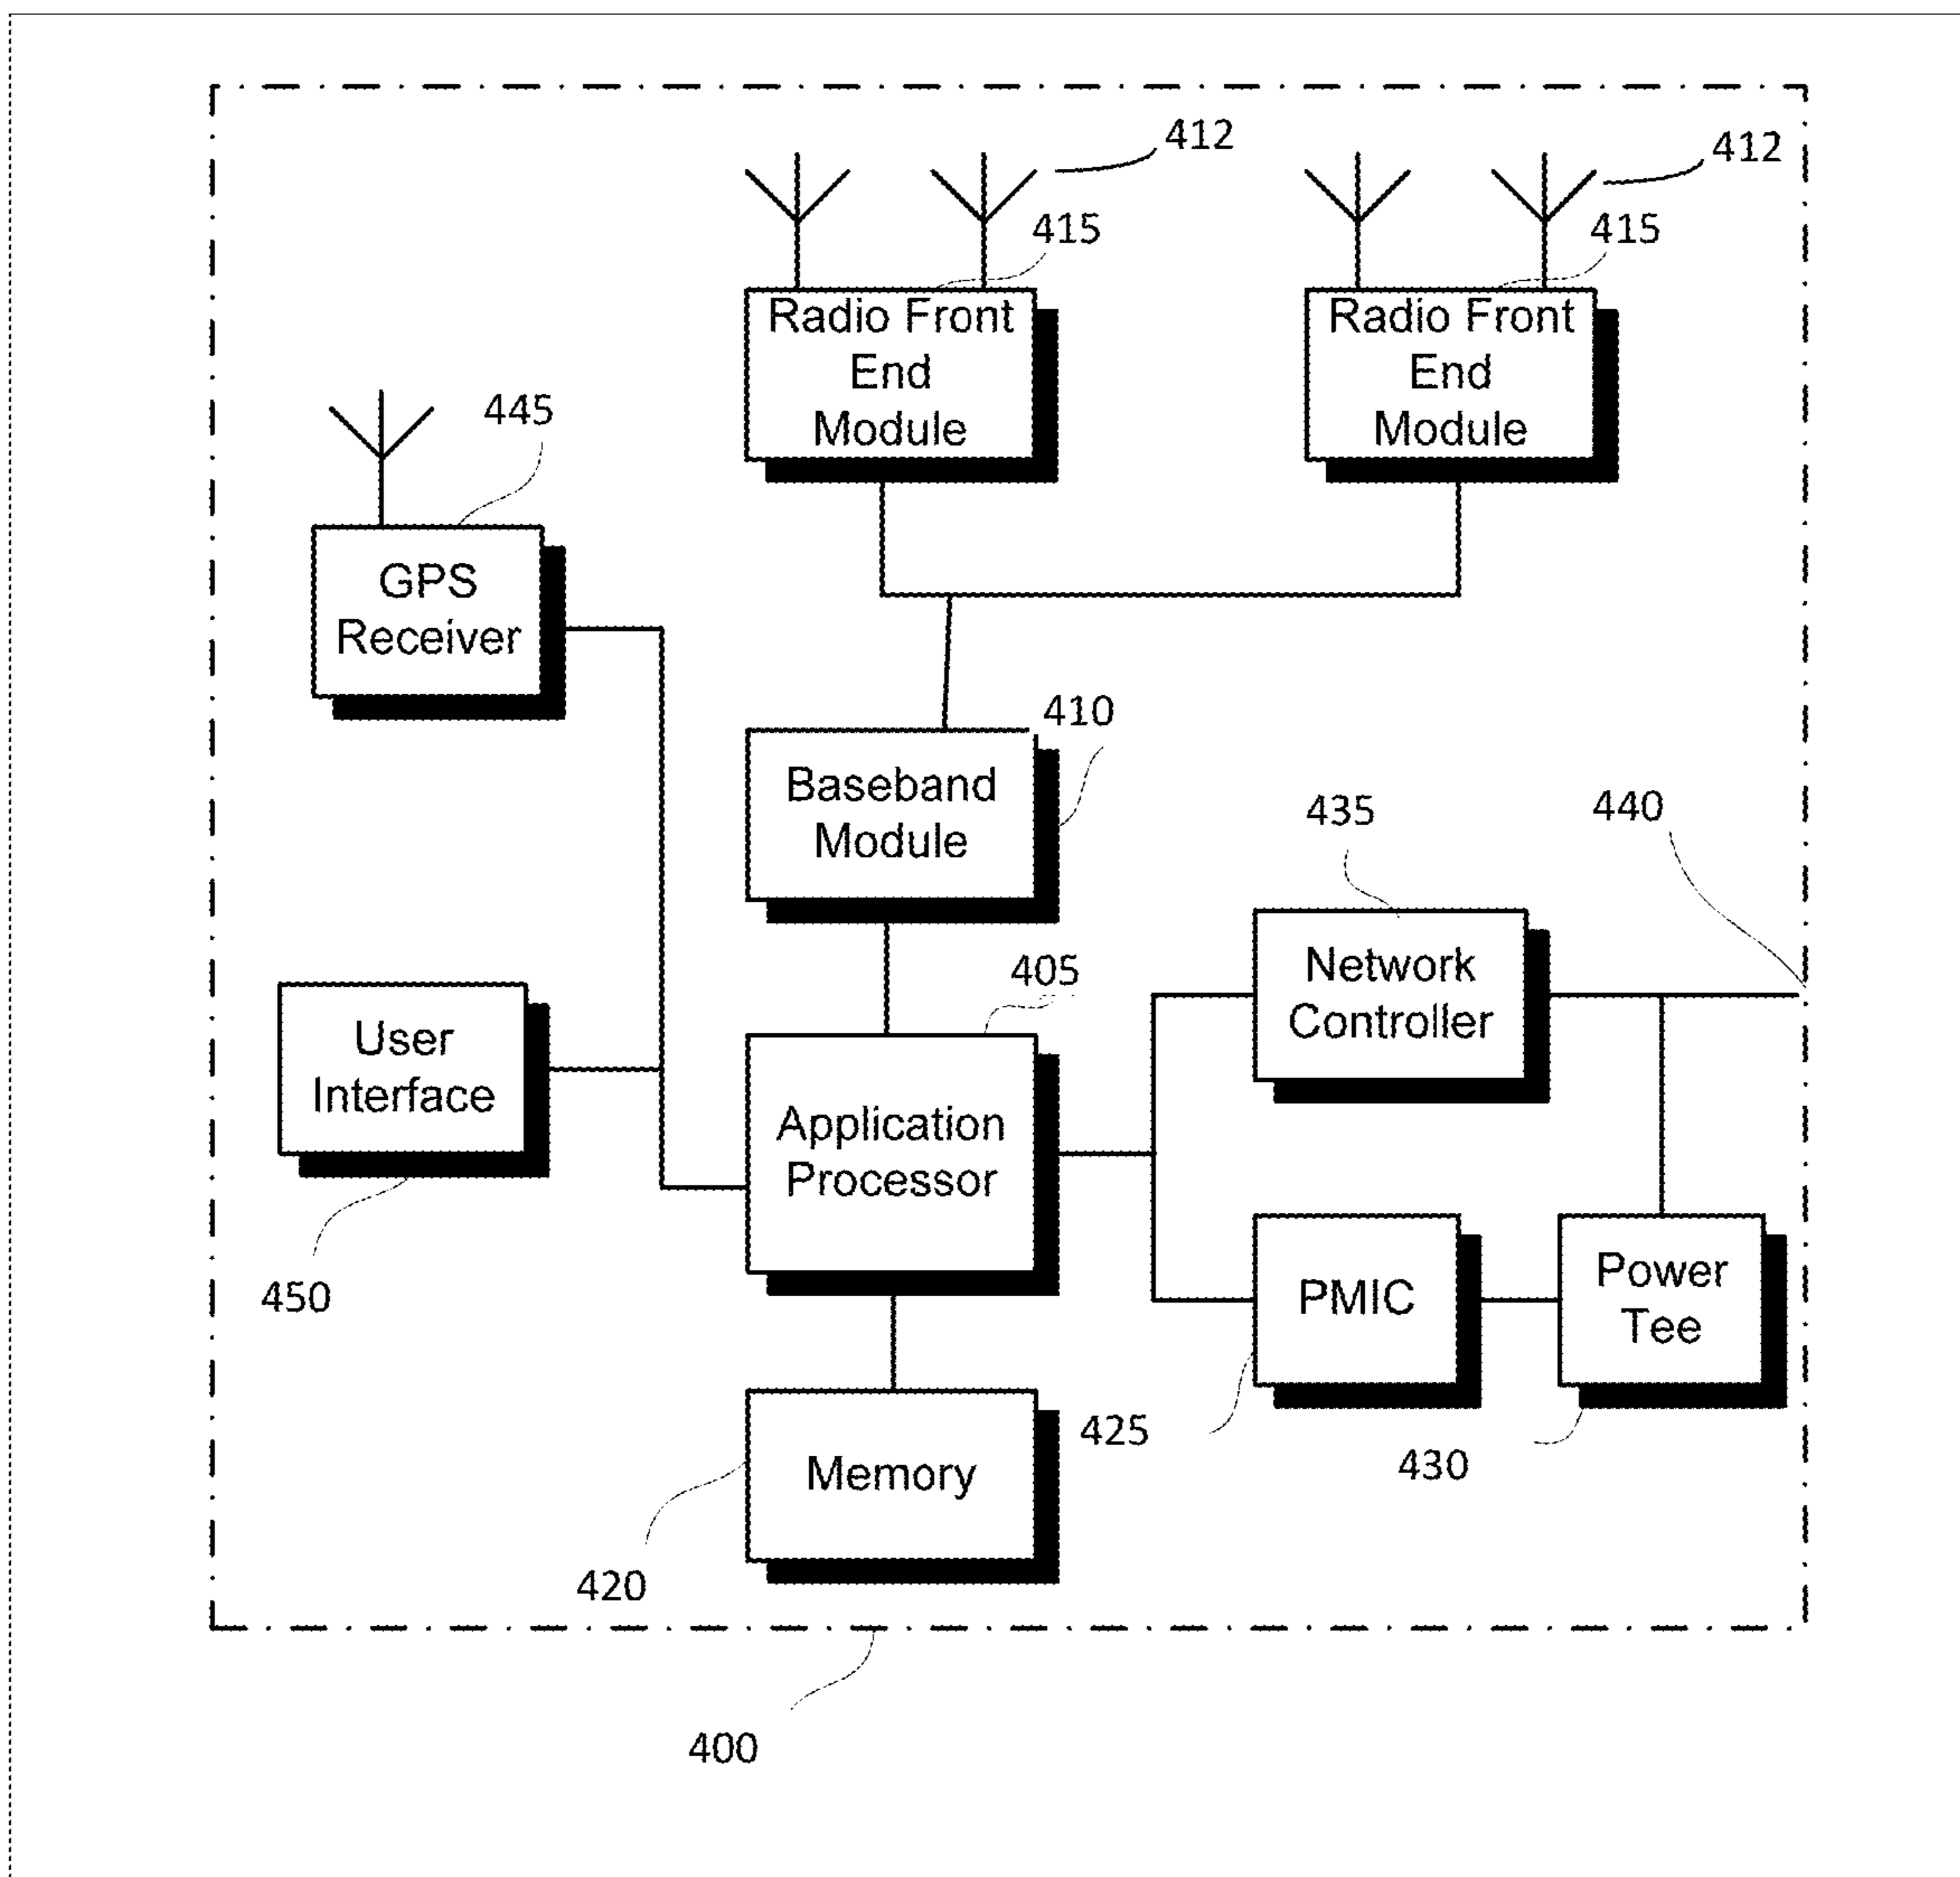 412
412
415
415
Radio Front
End
Module
Radio Front
End
Module
445
GPS
Receiver
410
Baseband
Module
435
440
Network
Controller
405
User
Interface
Application
Processor
450
PMIC
Power
Tee
425
430
Memory
420
400